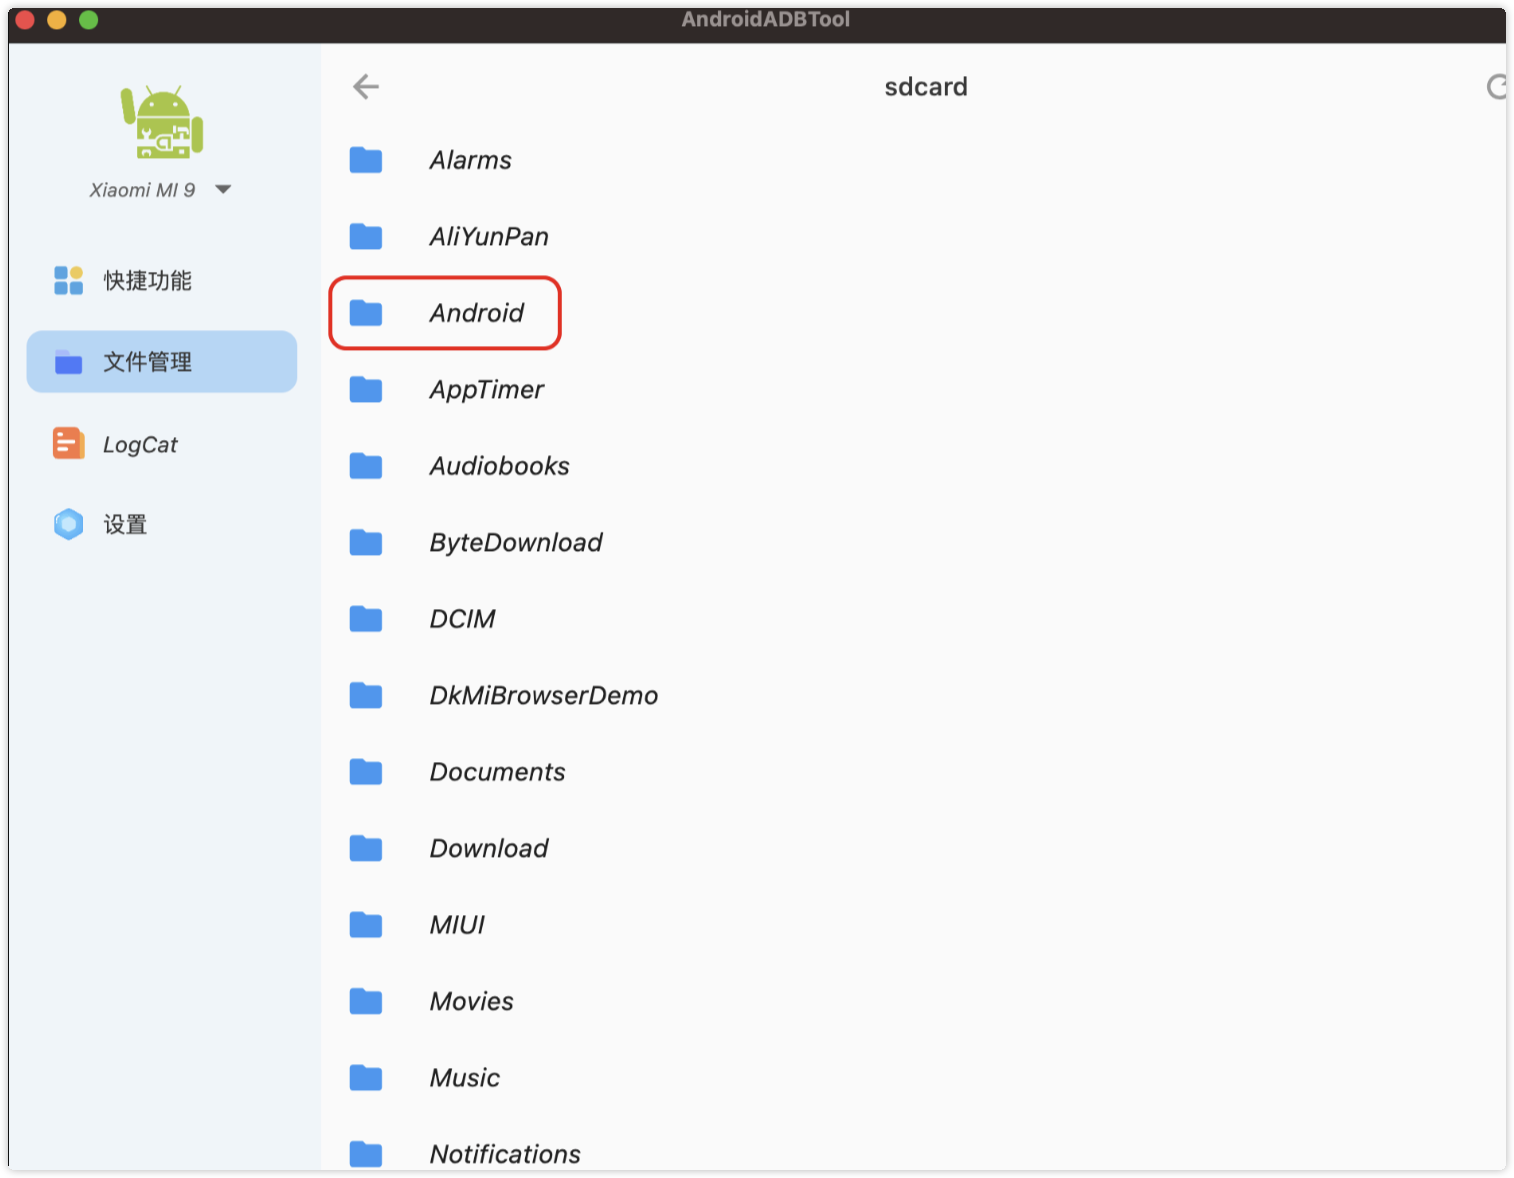 AndroidADBTool
Xiaomi MI 9
快捷功能
文件管理
LogCat
设置
sdcard
Alarms
AliYunPan
Android
AppTimer
Audiobooks
ByteDownload
DCIM
DkMiBrowserDemo
Documents
Download
MIUI
Movies
Music
Notifications